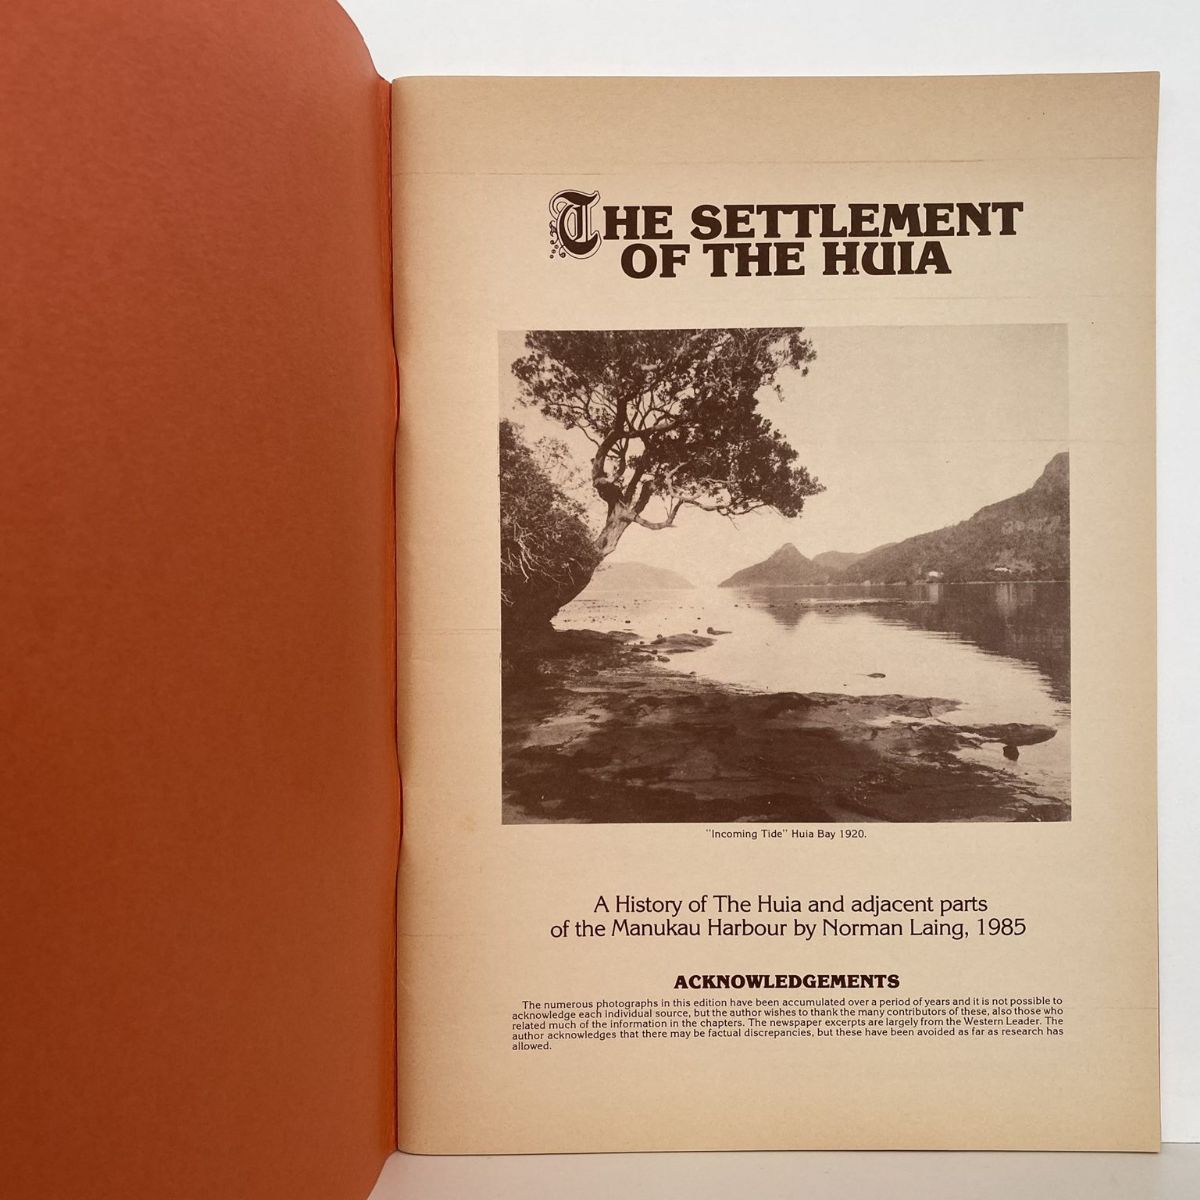 THE SETTLEMENT
OF THE HUIA
"Incoming Tide" Huia Bay 1920.
A History of The Huia and adjacent parts
of the Manukau Harbour by Norman Laing, 1985
ACKNOWLEDGEMENTS
The numerous photographs in this edition have been accumulated over a period of years and it is not possible to
acknowledge each individual source, but the author wishes to thank the many contributors of these, also those who
related much of the information in the chapters. The newspaper excerpts are largely from the Western Leader. The
author acknowledges that there may be factual discrepancies, but these have been avoided as far as research has
allowed.